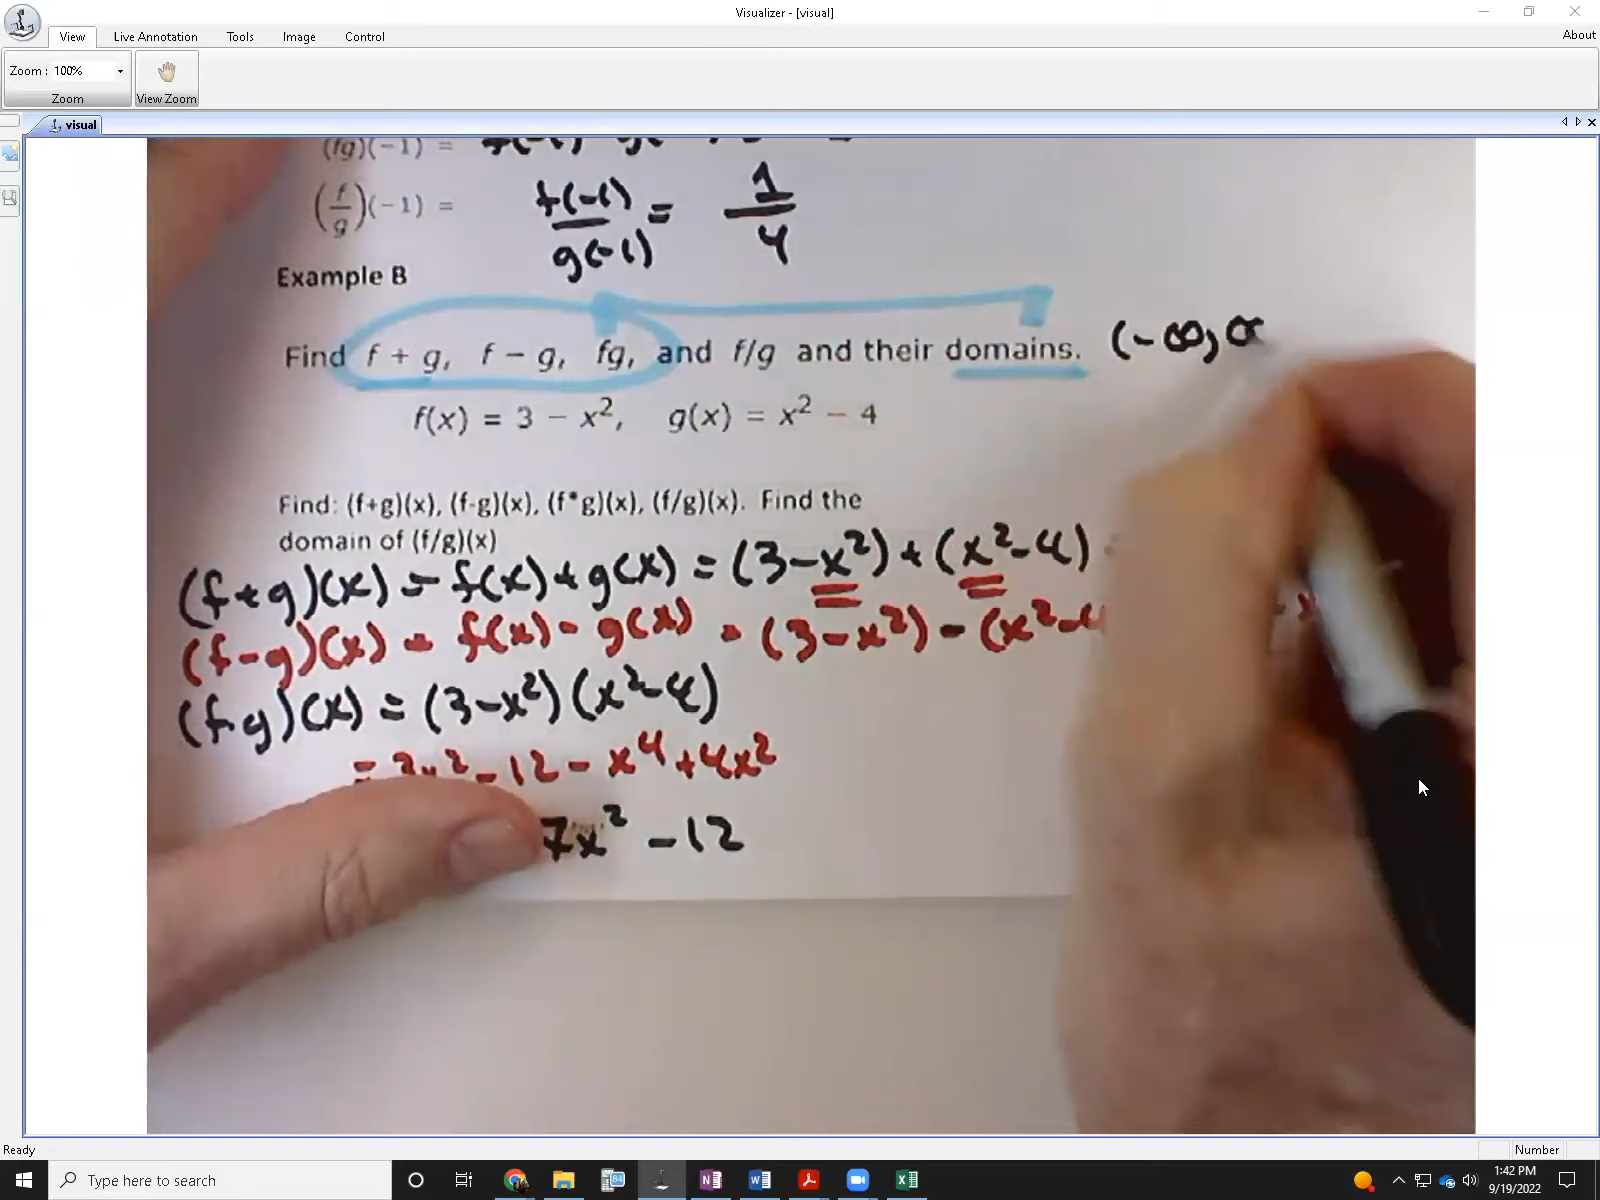 Visualizer - [visual]
View Live Annotation Tools Image Control About
Zoom : 100%
Zoom View Zoom
visual
(fg)(−1) =
(f/g)(−1) = f(-1)/g(-1) = 1/4
Example B
Find f + g, f − g, fg, and f/g and their domains. (-∞,
f(x) = 3 − x², g(x) = x² − 4
Find: (f+g)(x), (f-g)(x), (f*g)(x), (f/g)(x). Find the
domain of (f/g)(x)
(f+g)(x) = f(x)+g(x) = (3-x²)+(x²-4)
(f-g)(x) = f(x)-g(x) = (3-x²)-(x²-4
(f·g)(x) = (3-x²)(x²-4)
= 3x²-12-x⁴+4x²
7x² -12
Ready Number
Type here to search
1:42 PM
9/19/2022